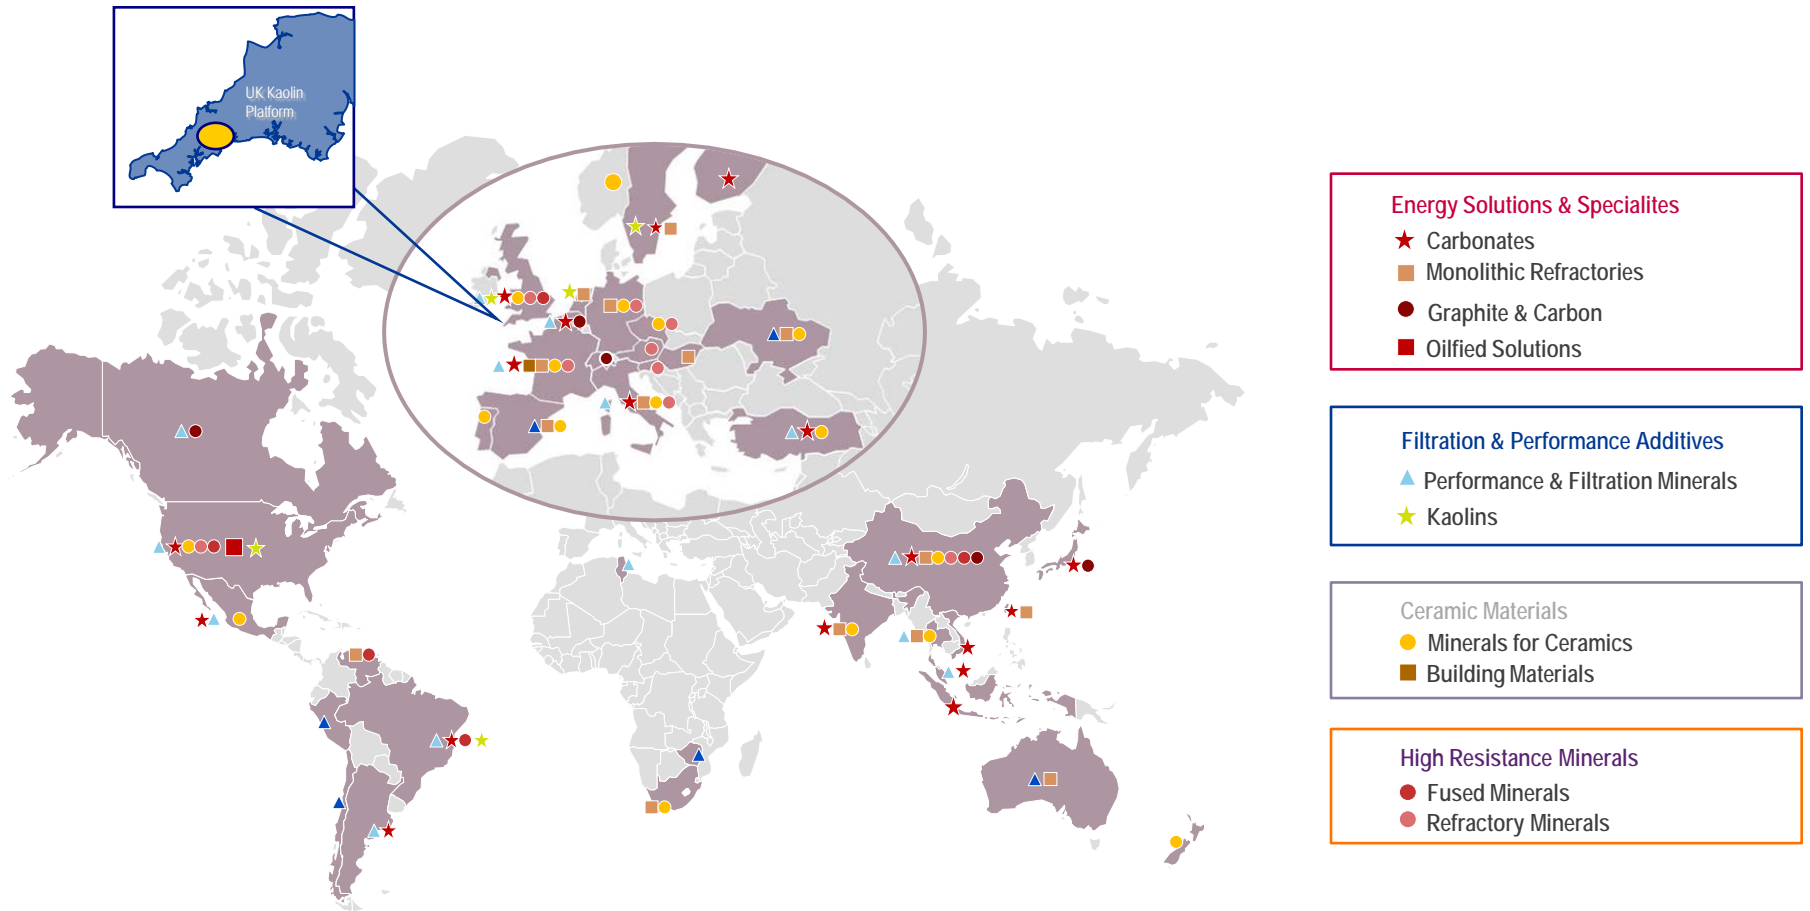 UK Kaolin
Platform
Energy Solutions & Specialites
Carbonates
Monolithic Refractories
Graphite & Carbon
Oilfied Solutions
Filtration & Performance Additives
Performance & Filtration Minerals
Kaolins
Ceramic Materials
Minerals for Ceramics
Building Materials
High Resistance Minerals
Fused Minerals
Refractory Minerals